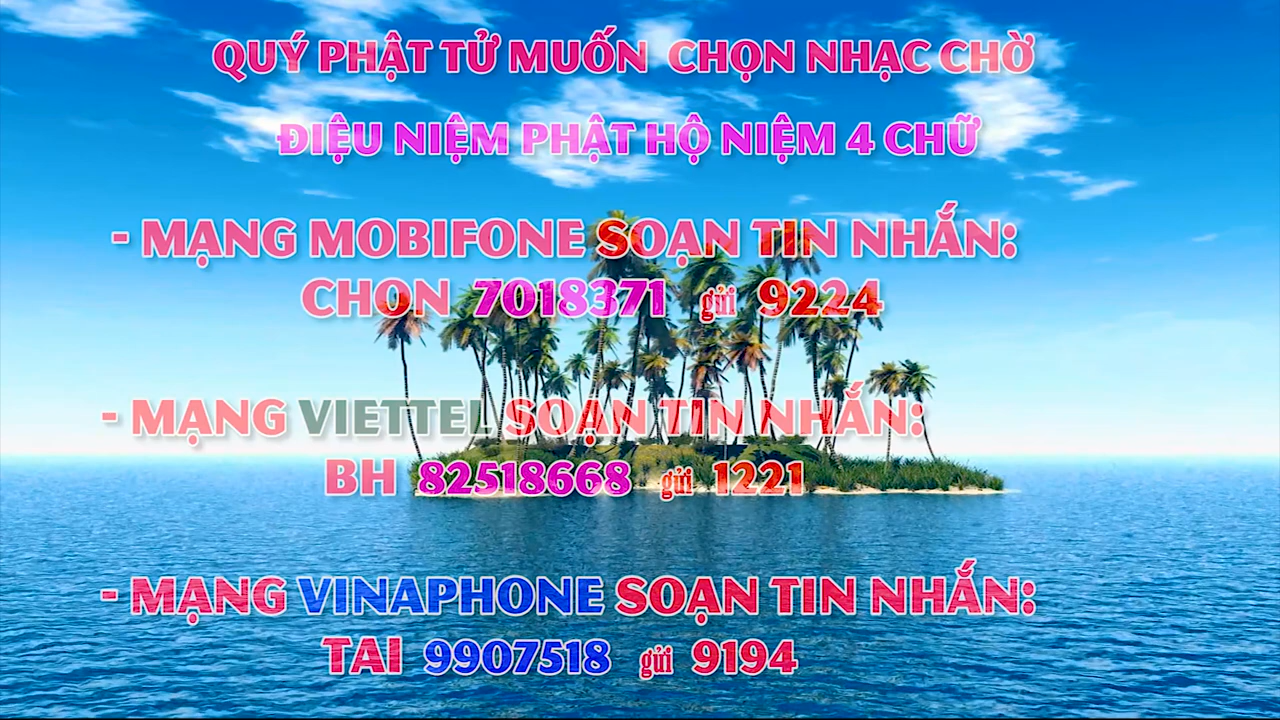 QUÝ PHẬT TỬ MUỐN CHỌN NHẠC CHỜ
ĐIỆU NIỆM PHẬT HỘ NIỆM 4 CHỮ
- MẠNG MOBIFONE SOẠN TIN NHẮN:
CHON 7018371 gửi 9224
- MẠNG VIETTEL SOẠN TIN NHẮN:
BH 82518668 gửi 1221
- MẠNG VINAPHONE SOẠN TIN NHẮN:
TAI 9907518 gửi 9194